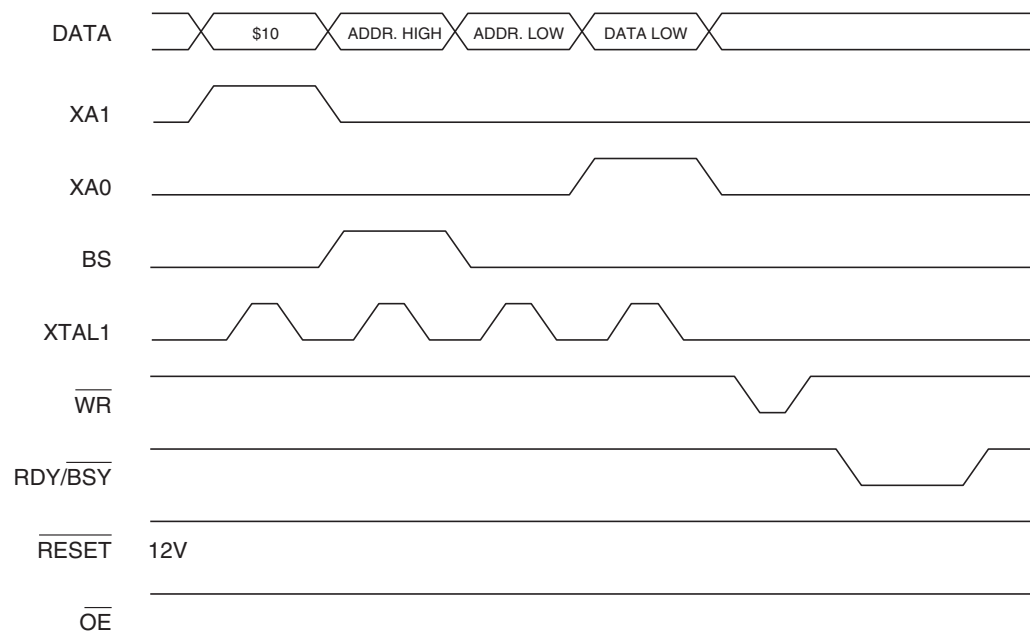 DATA $10 ADDR. HIGH ADDR. LOW DATA LOW
XA1
XA0
BS
XTAL1
WR
RDY/BSY
RESET 12V
OE